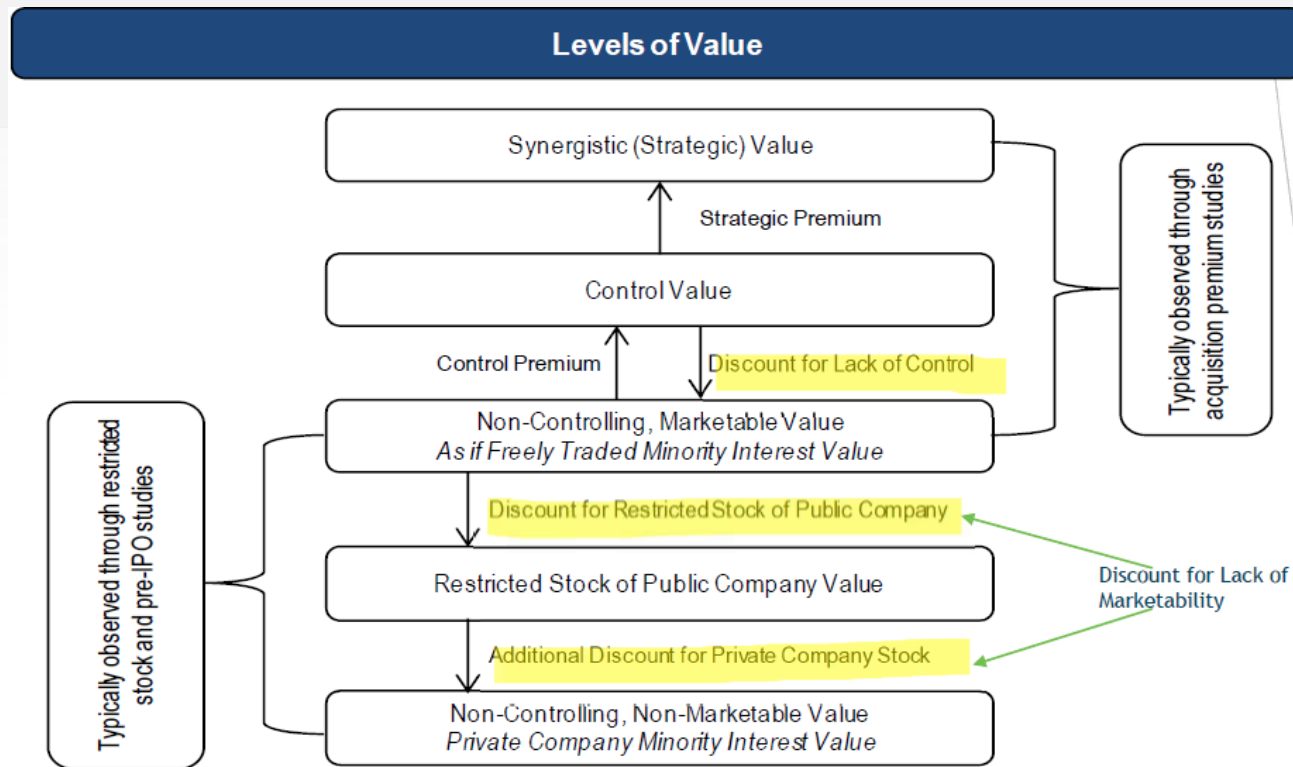 Levels of Value
Synergistic (Strategic) Value
Strategic Premium
Control Value
Control Premium
Discount for Lack of Control
Non-Controlling, Marketable Value
As if Freely Traded Minority Interest Value
Discount for Restricted Stock of Public Company
Restricted Stock of Public Company Value
Additional Discount for Private Company Stock
Non-Controlling, Non-Marketable Value
Private Company Minority Interest Value
Typically observed through restricted
stock and pre-IPO studies
Typically observed through
acquisition premium studies
Discount for Lack of
Marketability